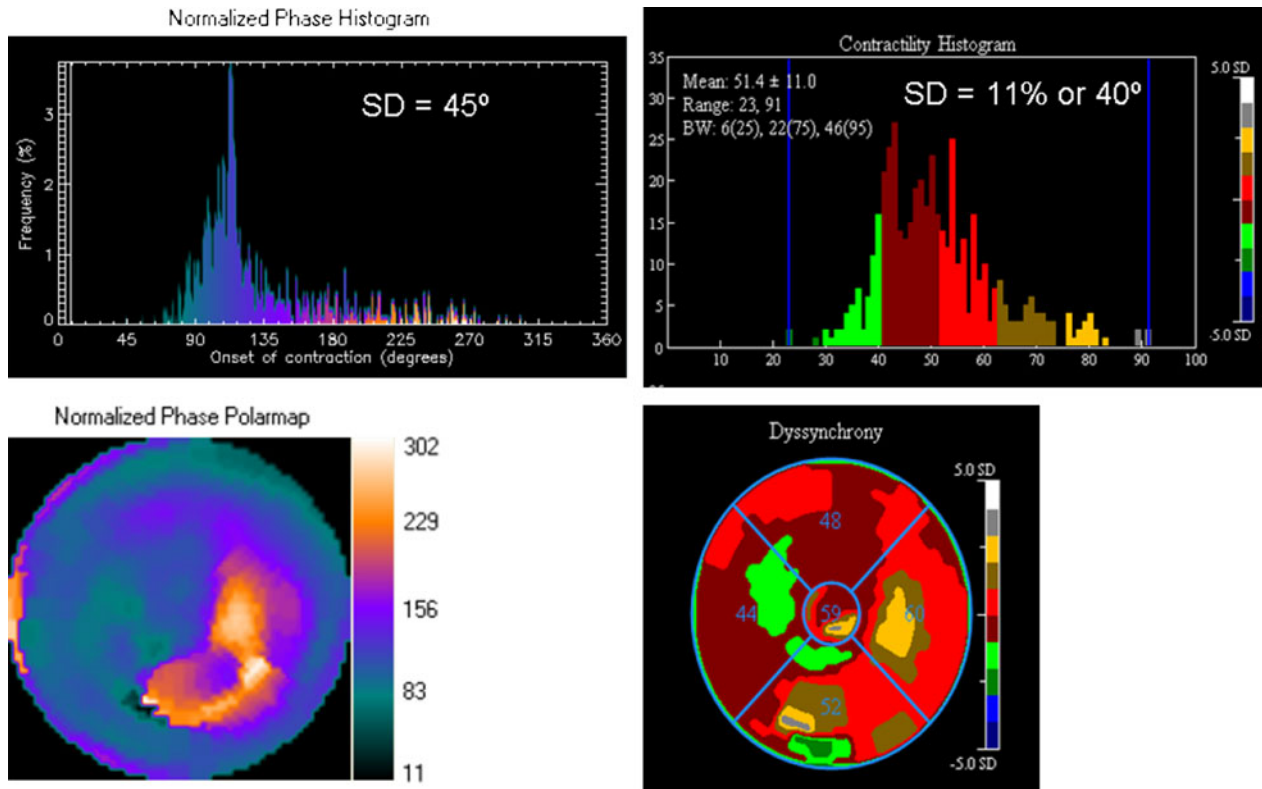 Normalized Phase Histogram
SD = 45º
Frequency (%)
3
2
1
0
0 45 90 135 180 225 270 315 360
Onset of contraction (degrees)
Contractility Histogram
Mean: 51.4 ± 11.0
Range: 23, 91
BW: 6(25), 22(75), 46(95)
SD = 11% or 40º
35
30
25
20
15
10
5
0
10 20 30 40 50 60 70 80 90 100
5.0 SD
-5.0 SD
Normalized Phase Polarmap
302
229
156
83
11
Dyssynchrony
48
44
59
60
52
5.0 SD
-5.0 SD